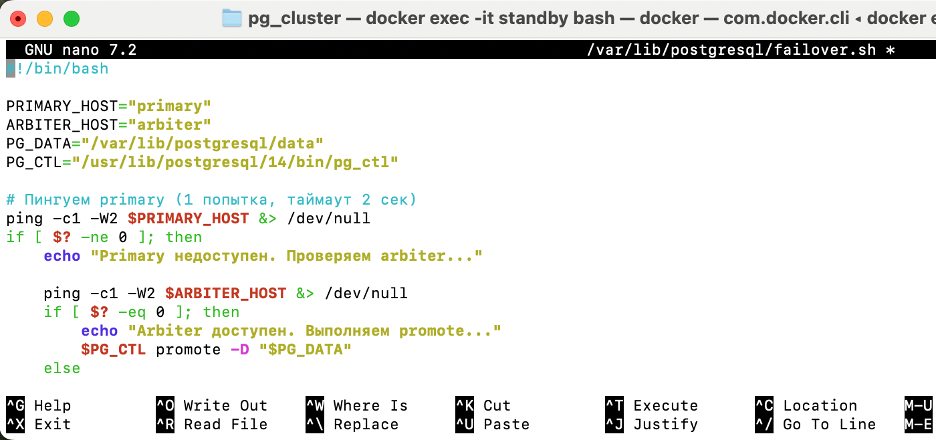 pg_cluster — docker exec -it standby bash — docker — com.docker.cli ◂ docker e
GNU nano 7.2 /var/lib/postgresql/failover.sh *
#!/bin/bash
PRIMARY_HOST="primary"
ARBITER_HOST="arbiter"
PG_DATA="/var/lib/postgresql/data"
PG_CTL="/usr/lib/postgresql/14/bin/pg_ctl"
# Пингуем primary (1 попытка, таймаут 2 сек)
ping -c1 -W2 $PRIMARY_HOST &> /dev/null
if [ $? -ne 0 ]; then
    echo "Primary недоступен. Проверяем arbiter..."
    ping -c1 -W2 $ARBITER_HOST &> /dev/null
    if [ $? -eq 0 ]; then
        echo "Arbiter доступен. Выполняем promote..."
        $PG_CTL promote -D "$PG_DATA"
    else
^G Help ^O Write Out ^W Where Is ^K Cut ^T Execute ^C Location M-U
^X Exit ^R Read File ^\ Replace ^U Paste ^J Justify ^/ Go To Line M-E